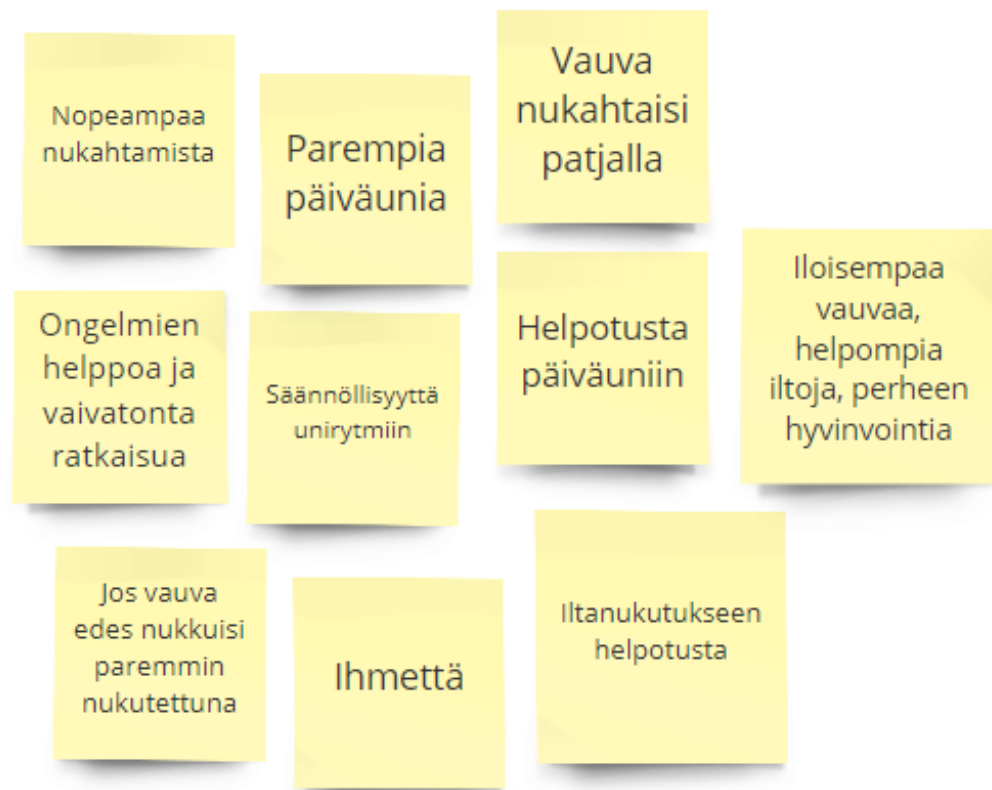 Nopeampaa
nukahtamista
Parempia
päiväunia
Vauva
nukahtaisi
patjalla
Ongelmien
helppoa ja
vaivatonta
ratkaisua
Säännöllisyyttä
unirytmiin
Helpotusta
päiväuniin
Iloisempaa
vauvaa,
helpompia
iltoja, perheen
hyvinvointia
Jos vauva
edes nukkuisi
paremmin
nukutettuna
Ihmettä
Iltanukutukseen
helpotusta